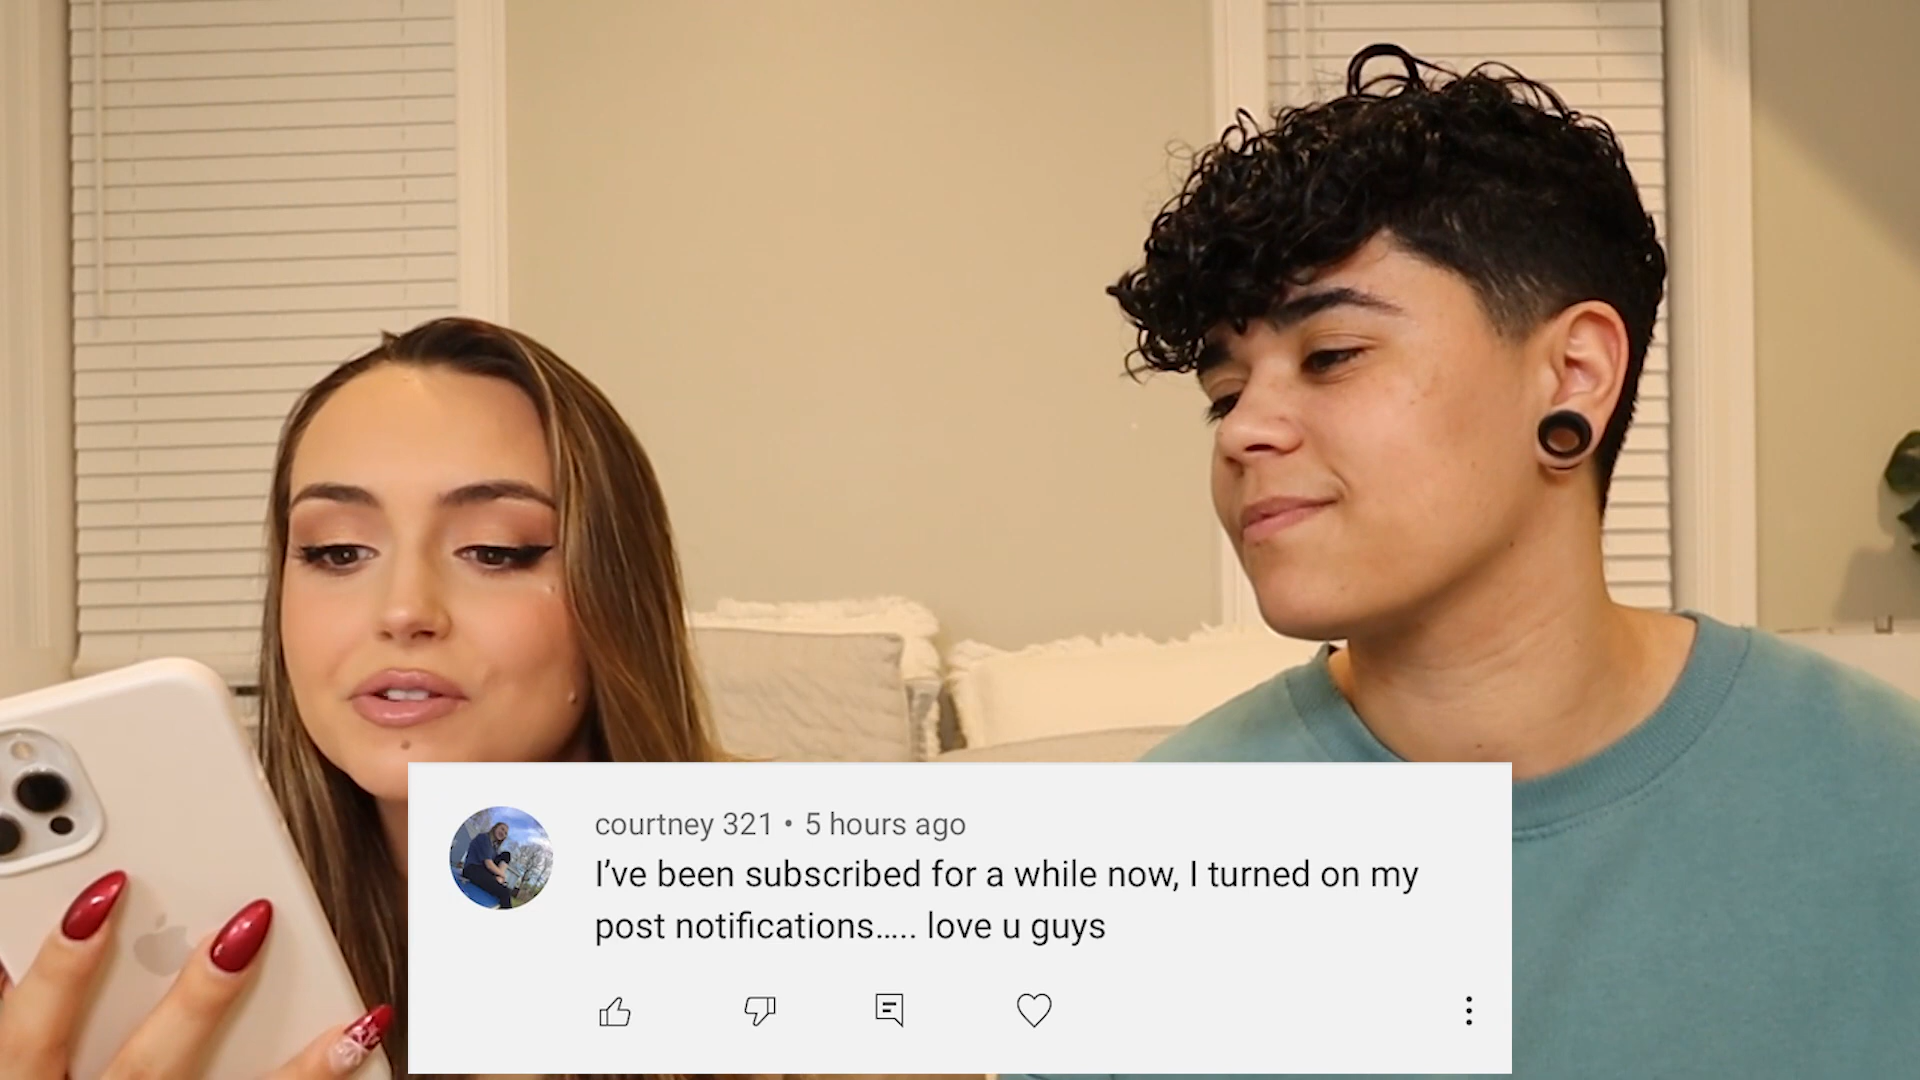 courtney 321 • 5 hours ago
I’ve been subscribed for a while now, I turned on my
post notifications..... love u guys